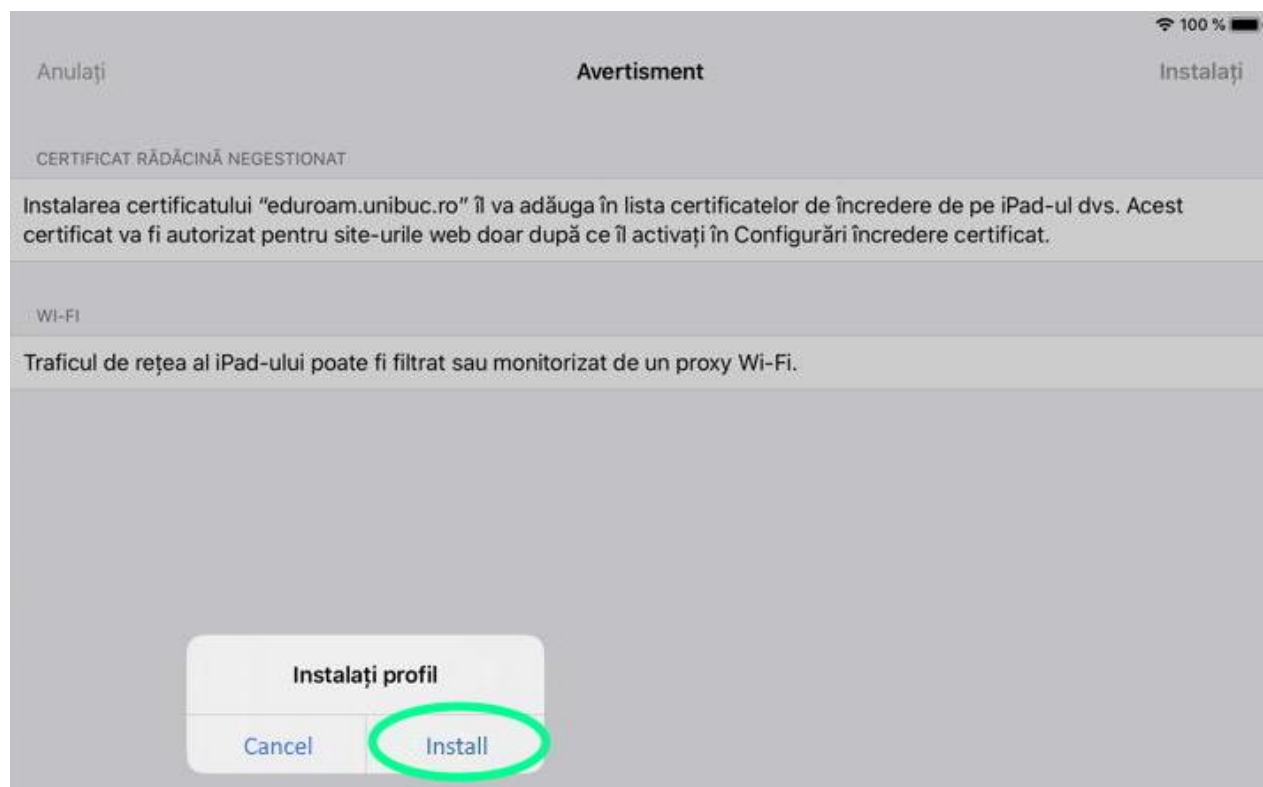 100 %
Anulați
Avertisment
Instalați
CERTIFICAT RĂDĂCINĂ NEGESTIONAT
Instalarea certificatului “eduroam.unibuc.ro” îl va adăuga în lista certificatelor de încredere de pe iPad-ul dvs. Acest
certificat va fi autorizat pentru site-urile web doar după ce îl activați în Configurări încredere certificat.
WI-FI
Traficul de rețea al iPad-ului poate fi filtrat sau monitorizat de un proxy Wi-Fi.
Instalați profil
Cancel
Install